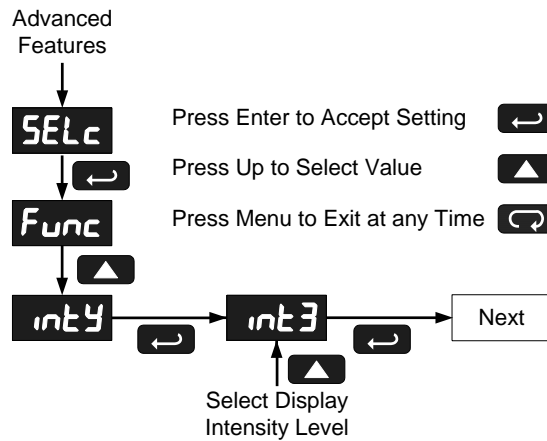 Advanced
Features
SELc
Press Enter to Accept Setting
Press Up to Select Value
Func
Press Menu to Exit at any Time
intY
int3
Next
Select Display
Intensity Level